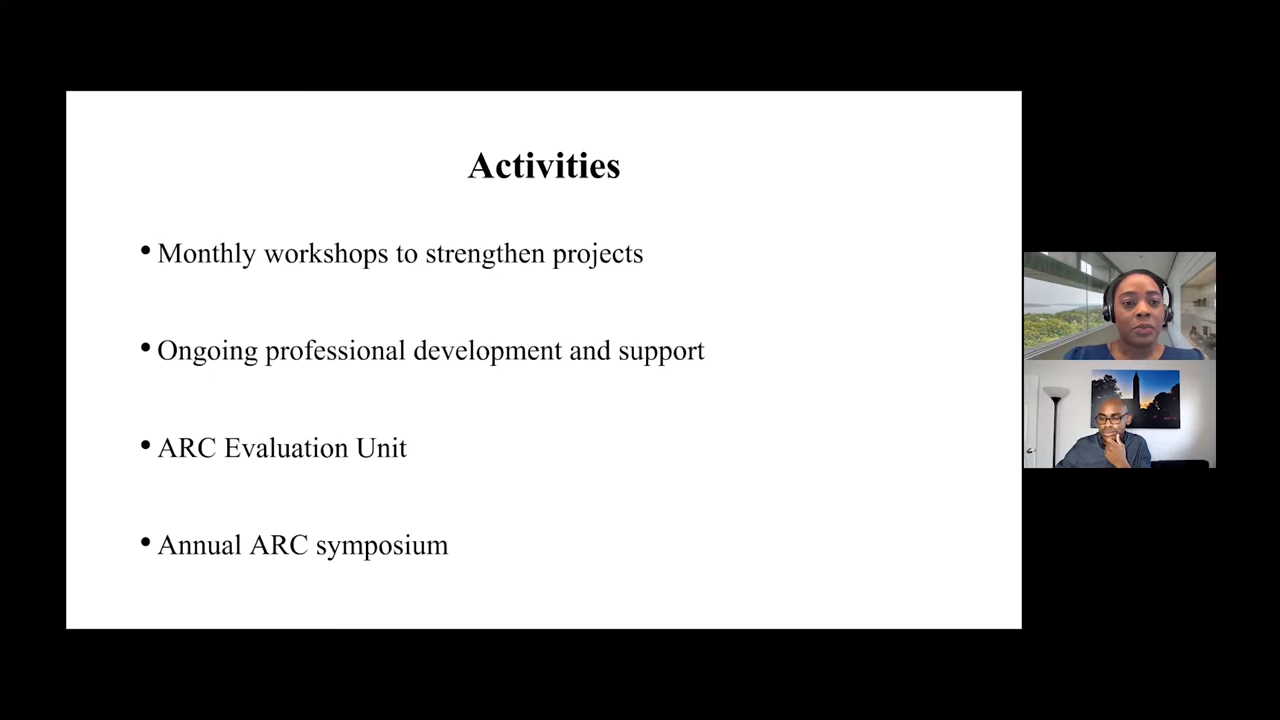 Activities
• Monthly workshops to strengthen projects
• Ongoing professional development and support
• ARC Evaluation Unit
• Annual ARC symposium